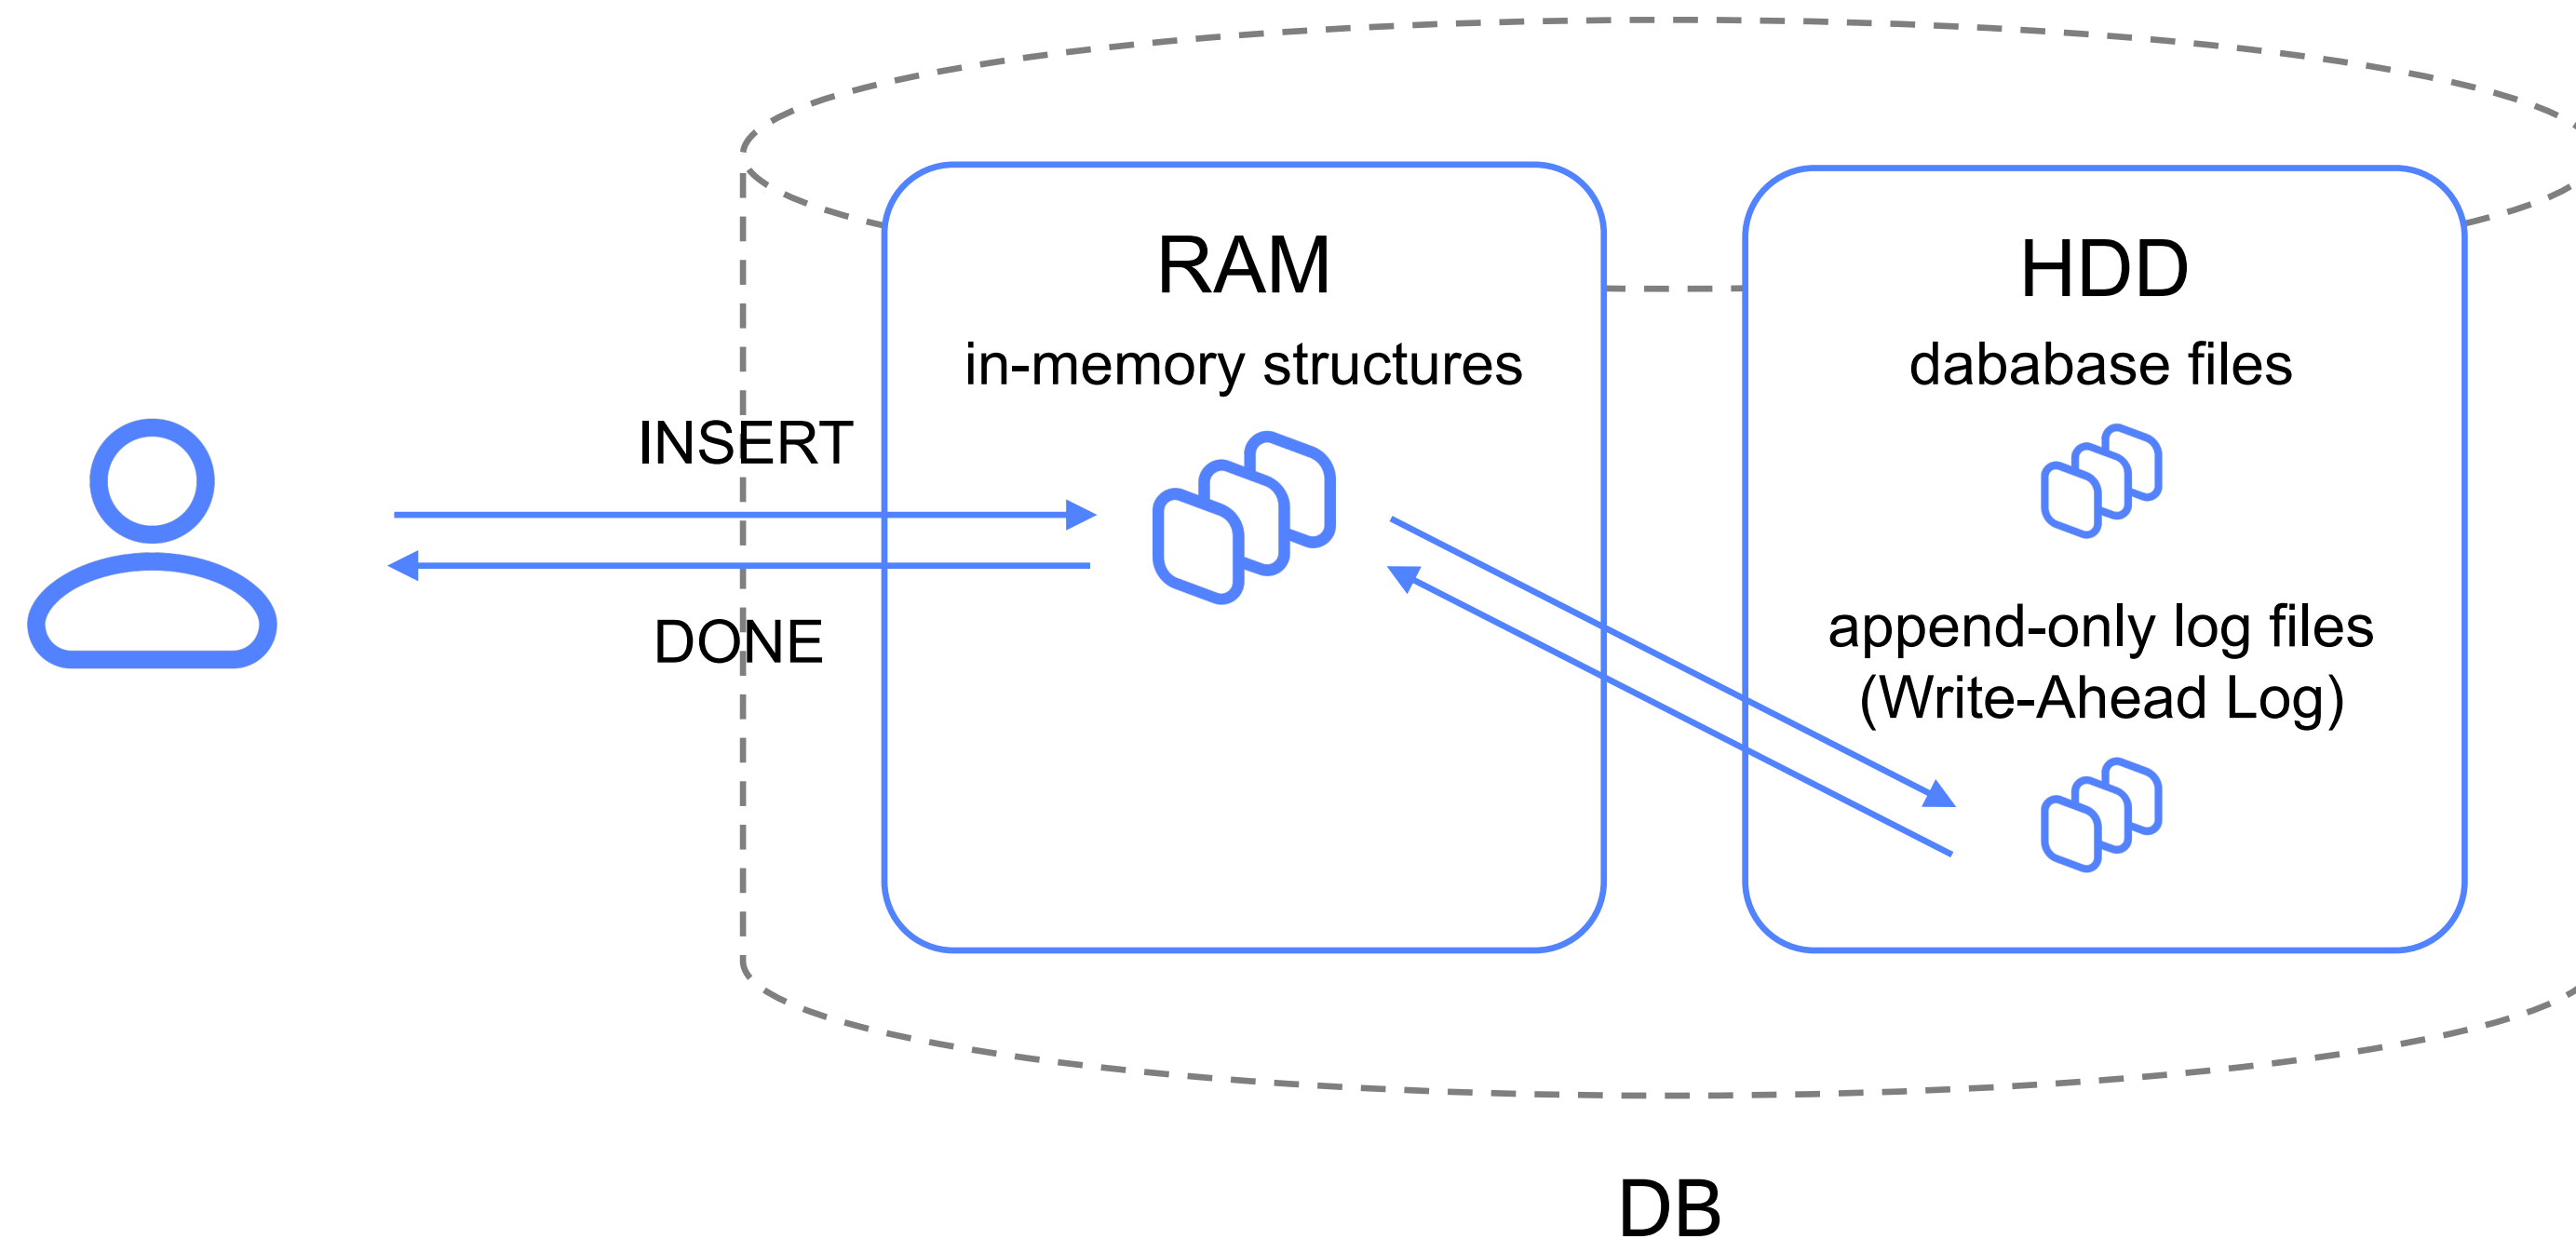 RAM
in-memory structures
HDD
dababase files
INSERT
DONE
append-only log files
(Write-Ahead Log)
DB